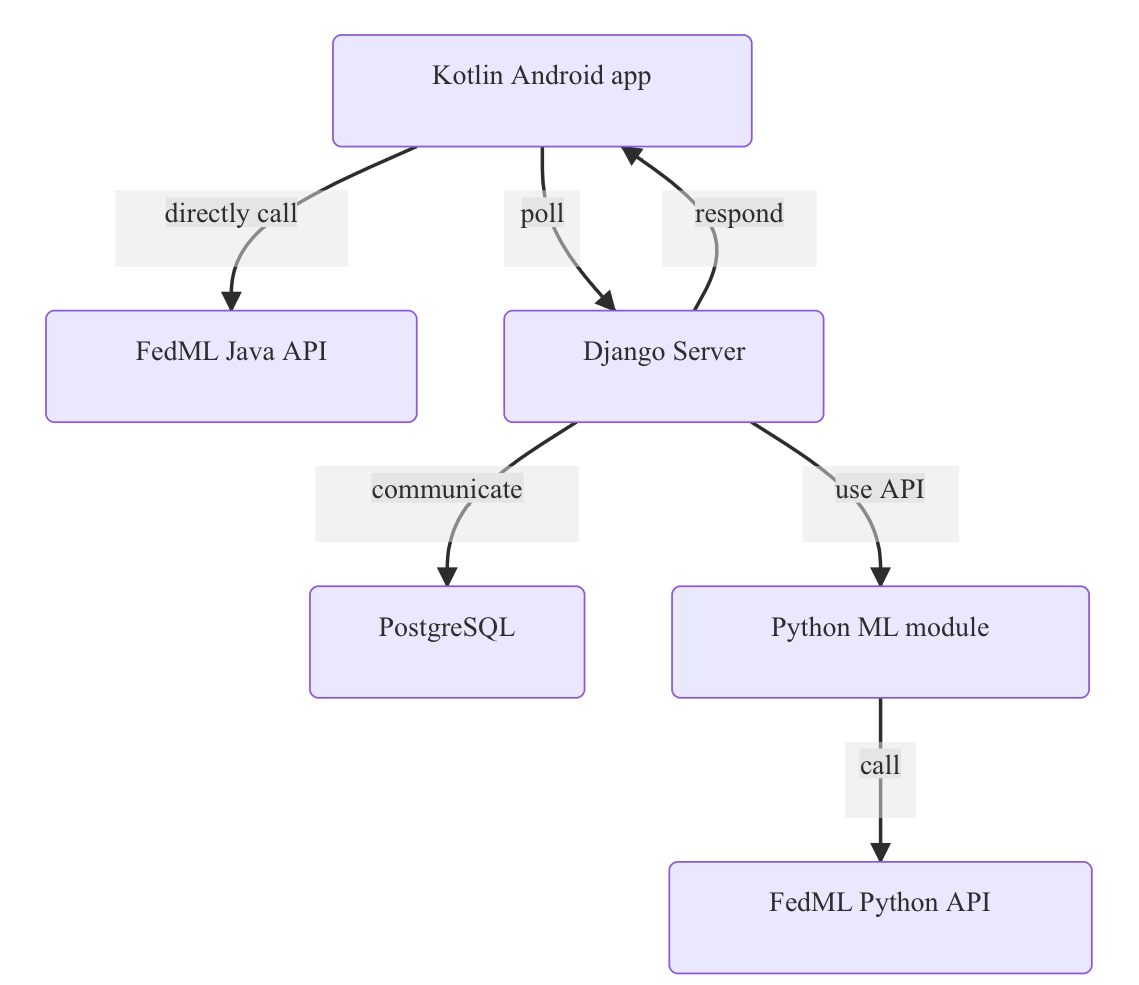 Kotlin Android app
directly call
poll
respond
FedML Java API
Django Server
communicate
use API
PostgreSQL
Python ML module
call
FedML Python API